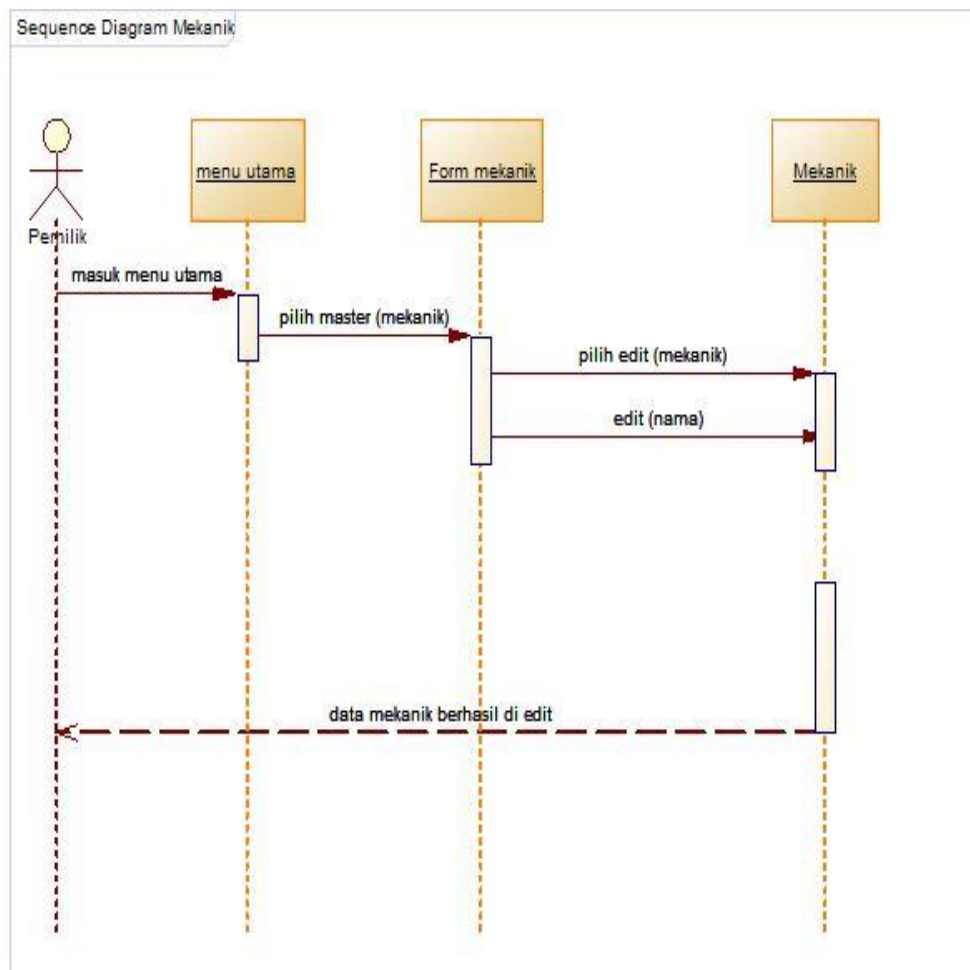 Sequence Diagram Mekanik
menu utama
Form mekanik
Mekanik
Pemilik
masuk menu utama
pilih master (mekanik)
pilih edit (mekanik)
edit (nama)
data mekanik berhasil di edit